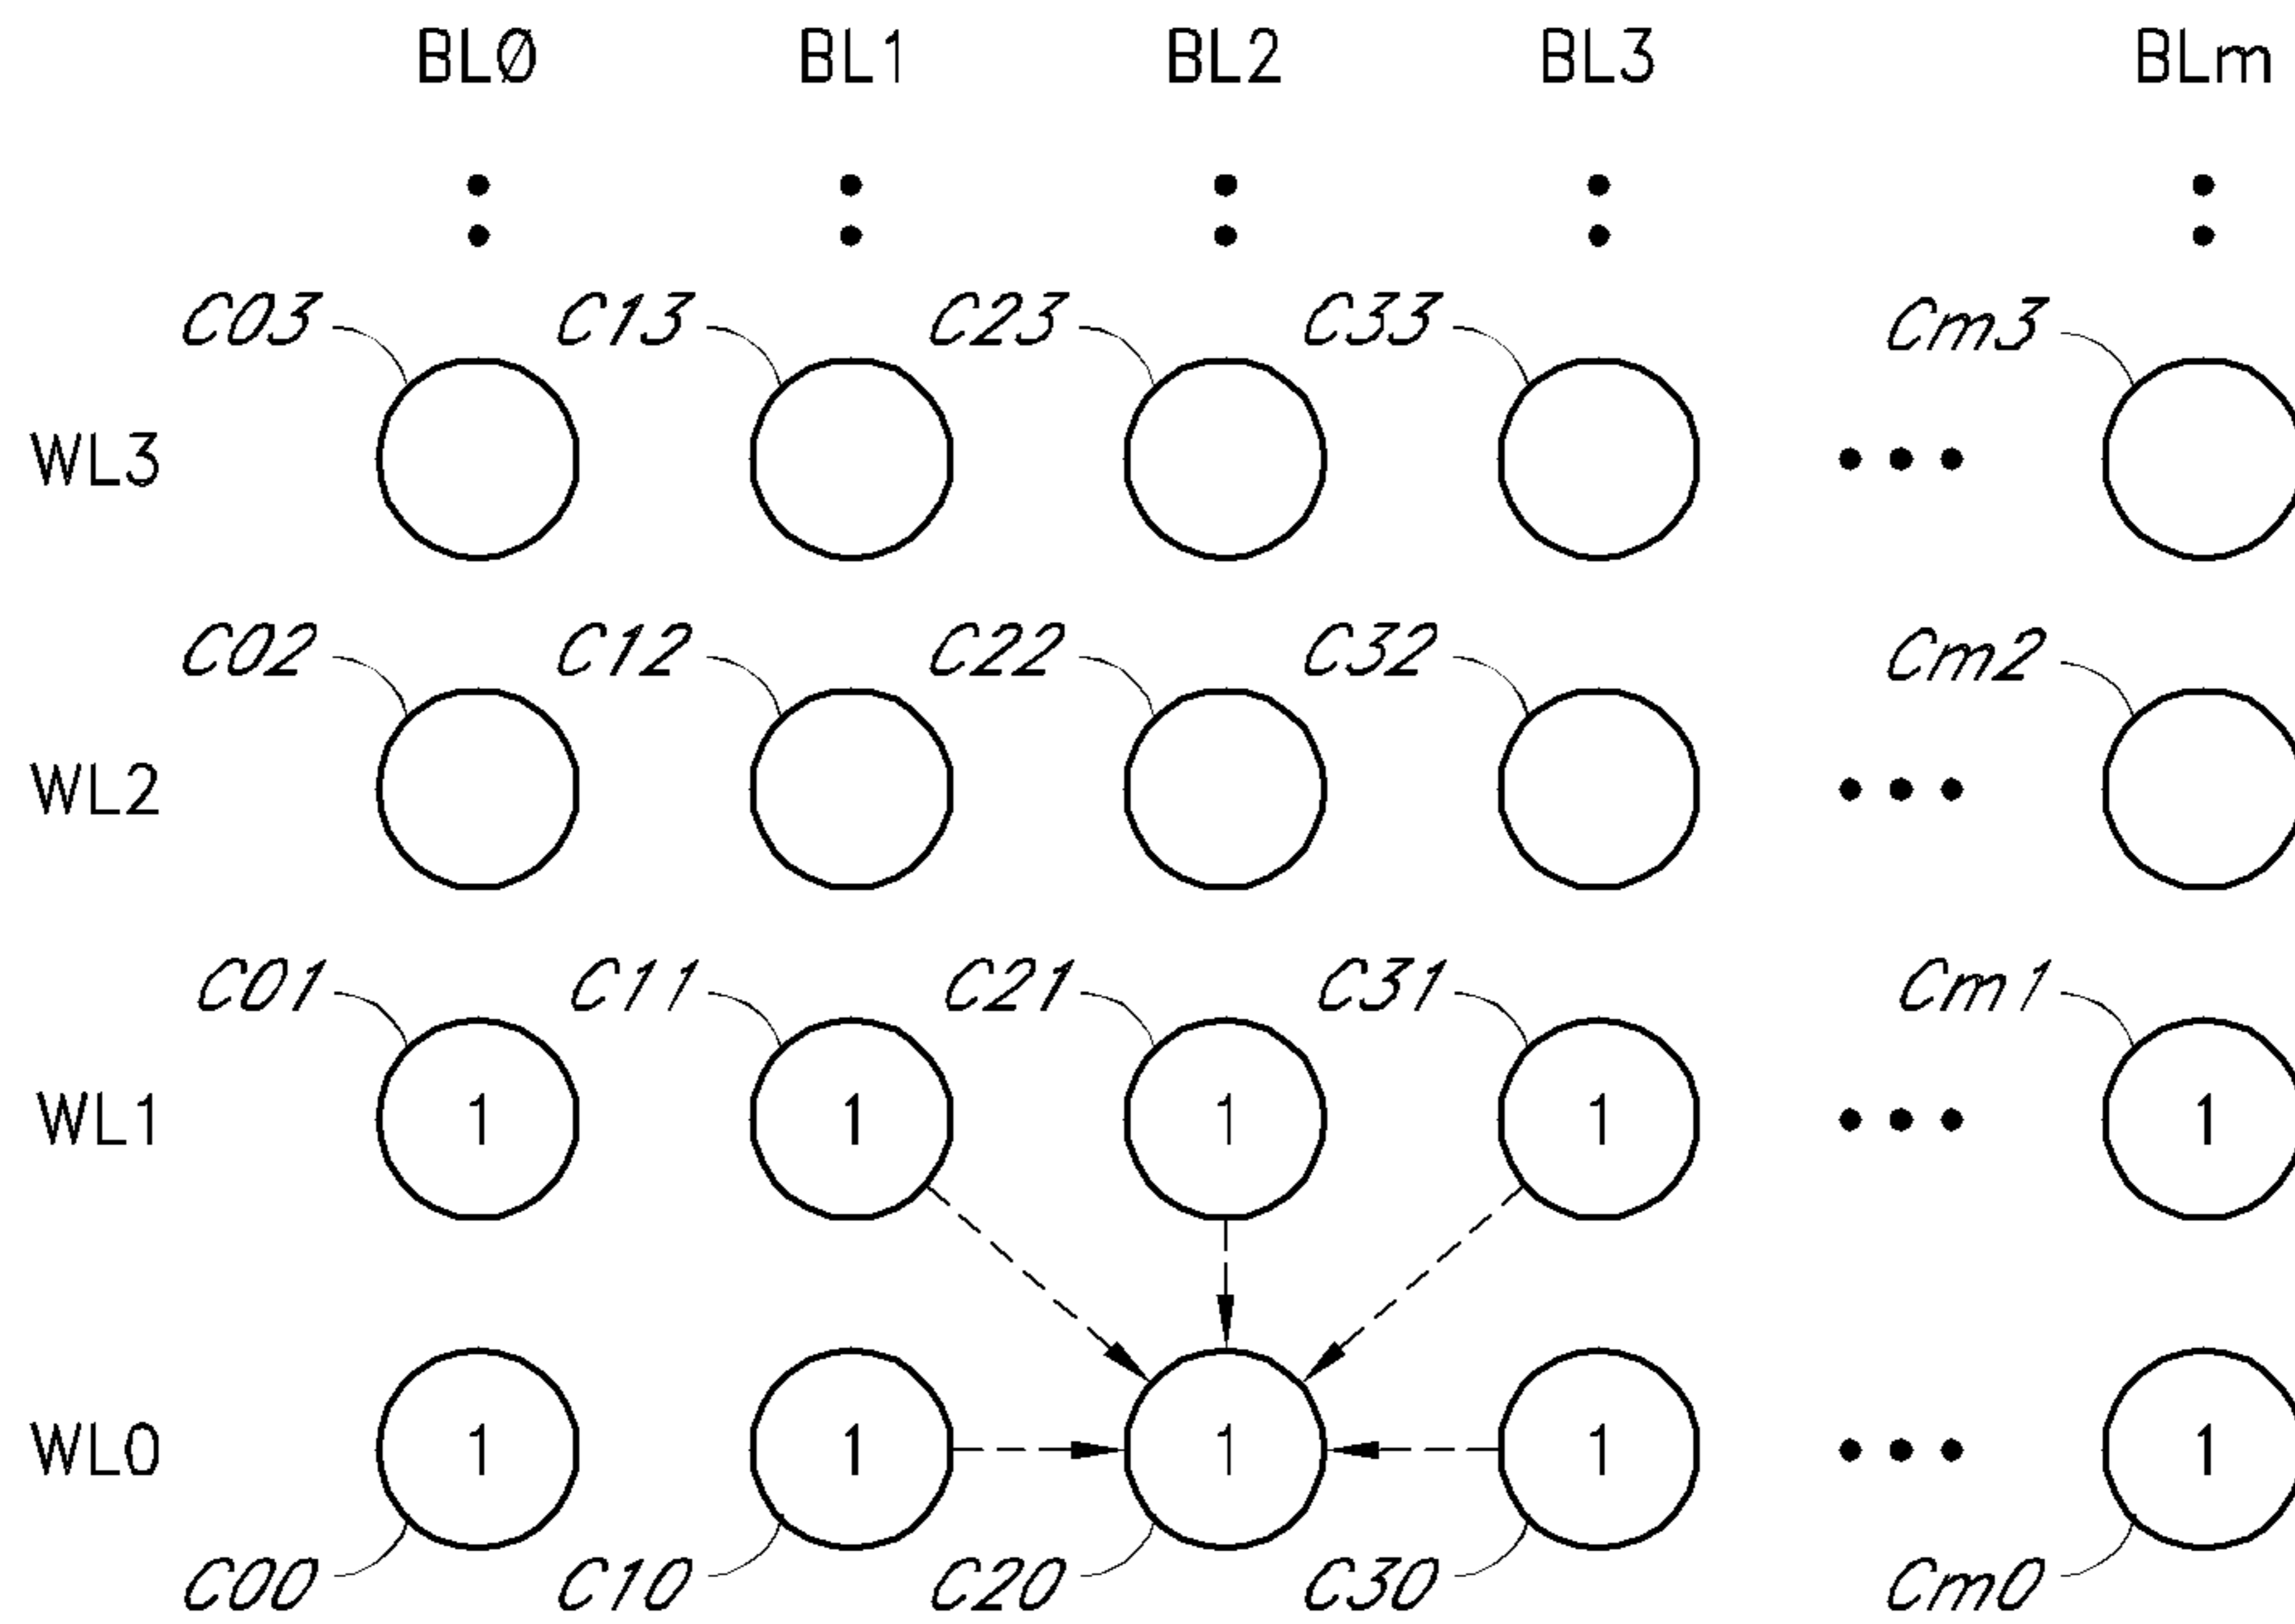 BLØ BL1 BL2 BL3 BLm
C03 C13 C23 C33 Cm3
WL3
C02 C12 C22 C32 Cm2
WL2
C01 C11 C21 C31 Cm1
WL1 1 1 1 1 1
WL0 1 1 1 1 1
C00 C10 C20 C30 Cm0